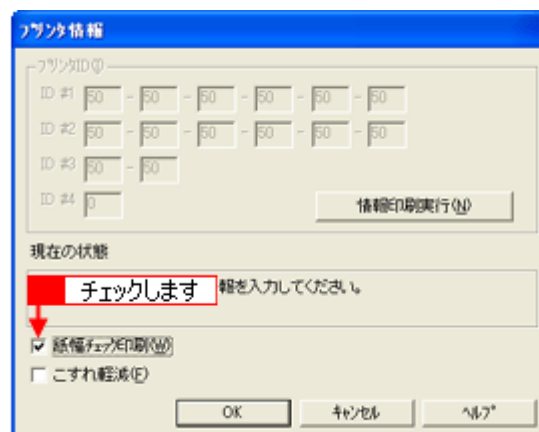 プリンタ情報
プリンタID(I)
ID #1 50 - 50 - 50 - 50 - 50 - 50
ID #2 50 - 50 - 50 - 50 - 50 - 50
ID #3 50 - 50
ID #4 0
情報印刷実行(N)
現在の状態
チェックします 報を入力してください。
紙幅チェック印刷(W)
こすれ軽減(F)
OK キャンセル ヘルプ